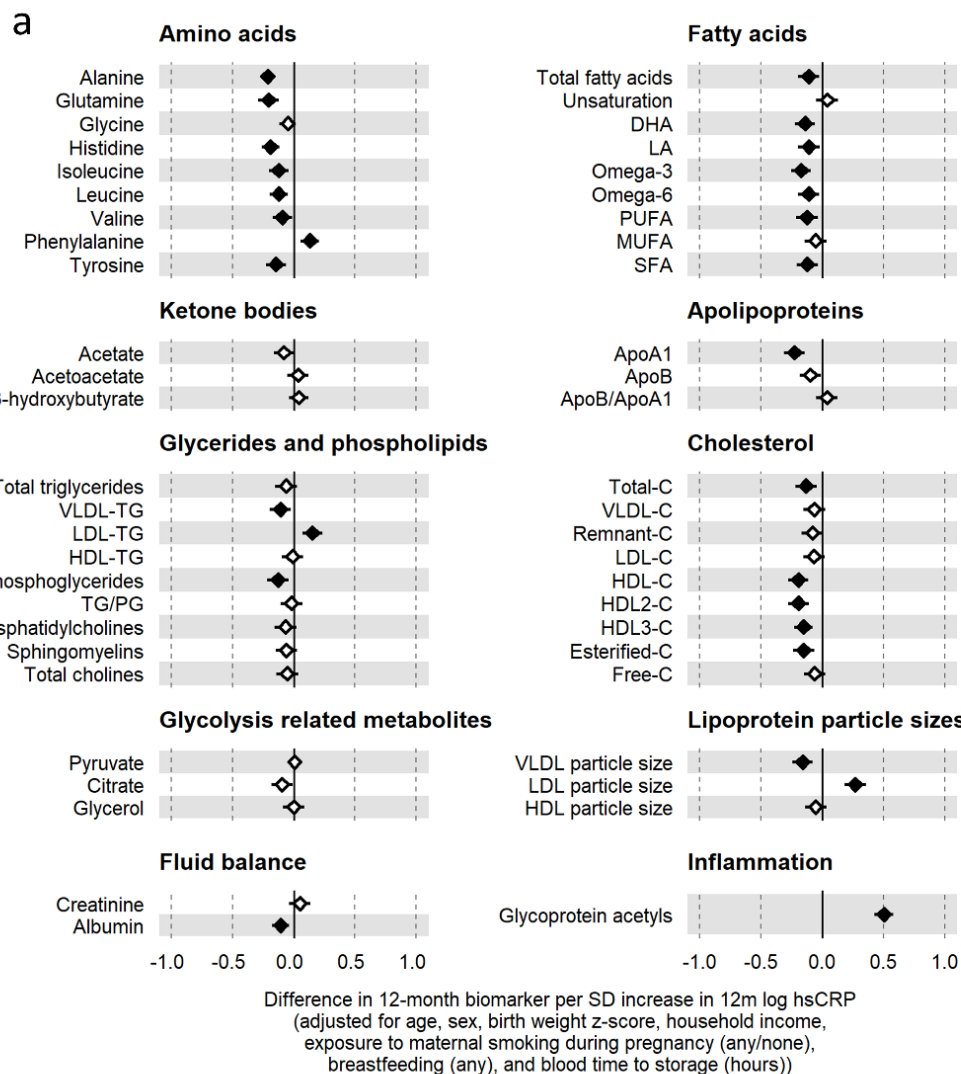 a
Amino acids
Alanine
Glutamine
Glycine
Histidine
Isoleucine
Leucine
Valine
Phenylalanine
Tyrosine
Ketone bodies
Acetate
Acetoacetate
-hydroxybutyrate
Glycerides and phospholipids
Total triglycerides
VLDL-TG
LDL-TG
HDL-TG
hosphoglycerides
TG/PG
sphatidylcholines
Sphingomyelins
Total cholines
Glycolysis related metabolites
Pyruvate
Citrate
Glycerol
Fluid balance
Creatinine
Albumin
-1.0 -0.5 0.0 0.5 1.0
Fatty acids
Total fatty acids
Unsaturation
DHA
LA
Omega-3
Omega-6
PUFA
MUFA
SFA
Apolipoproteins
ApoA1
ApoB
ApoB/ApoA1
Cholesterol
Total-C
VLDL-C
Remnant-C
LDL-C
HDL-C
HDL2-C
HDL3-C
Esterified-C
Free-C
Lipoprotein particle sizes
VLDL particle size
LDL particle size
HDL particle size
Inflammation
Glycoprotein acetyls
-1.0 -0.5 0.0 0.5 1.0
Difference in 12-month biomarker per SD increase in 12m log hsCRP
(adjusted for age, sex, birth weight z-score, household income,
exposure to maternal smoking during pregnancy (any/none),
breastfeeding (any), and blood time to storage (hours))